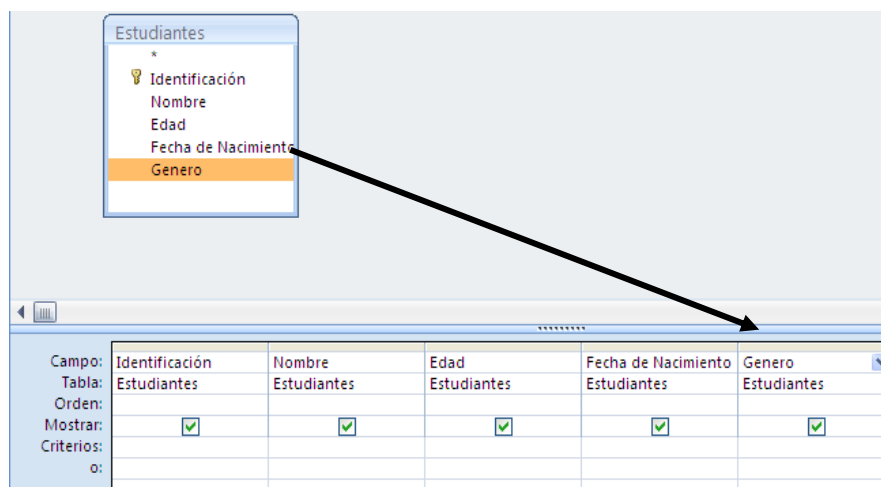 Estudiantes
*
Identificación
Nombre
Edad
Fecha de Nacimiento
Genero
Campo: Identificación Nombre Edad Fecha de Nacimiento Genero
Tabla: Estudiantes Estudiantes Estudiantes Estudiantes Estudiantes
Orden:
Mostrar:
Criterios:
o: